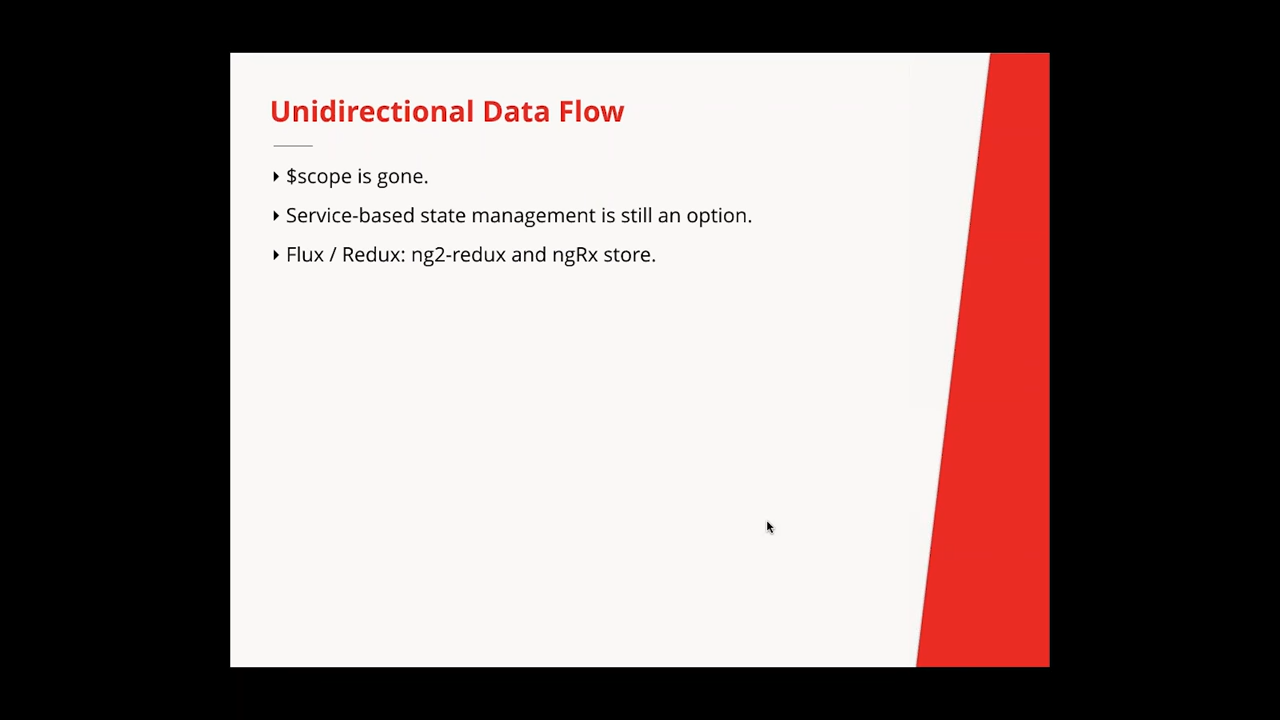 Unidirectional Data Flow
$scope is gone.
Service-based state management is still an option.
Flux / Redux: ng2-redux and ngRx store.